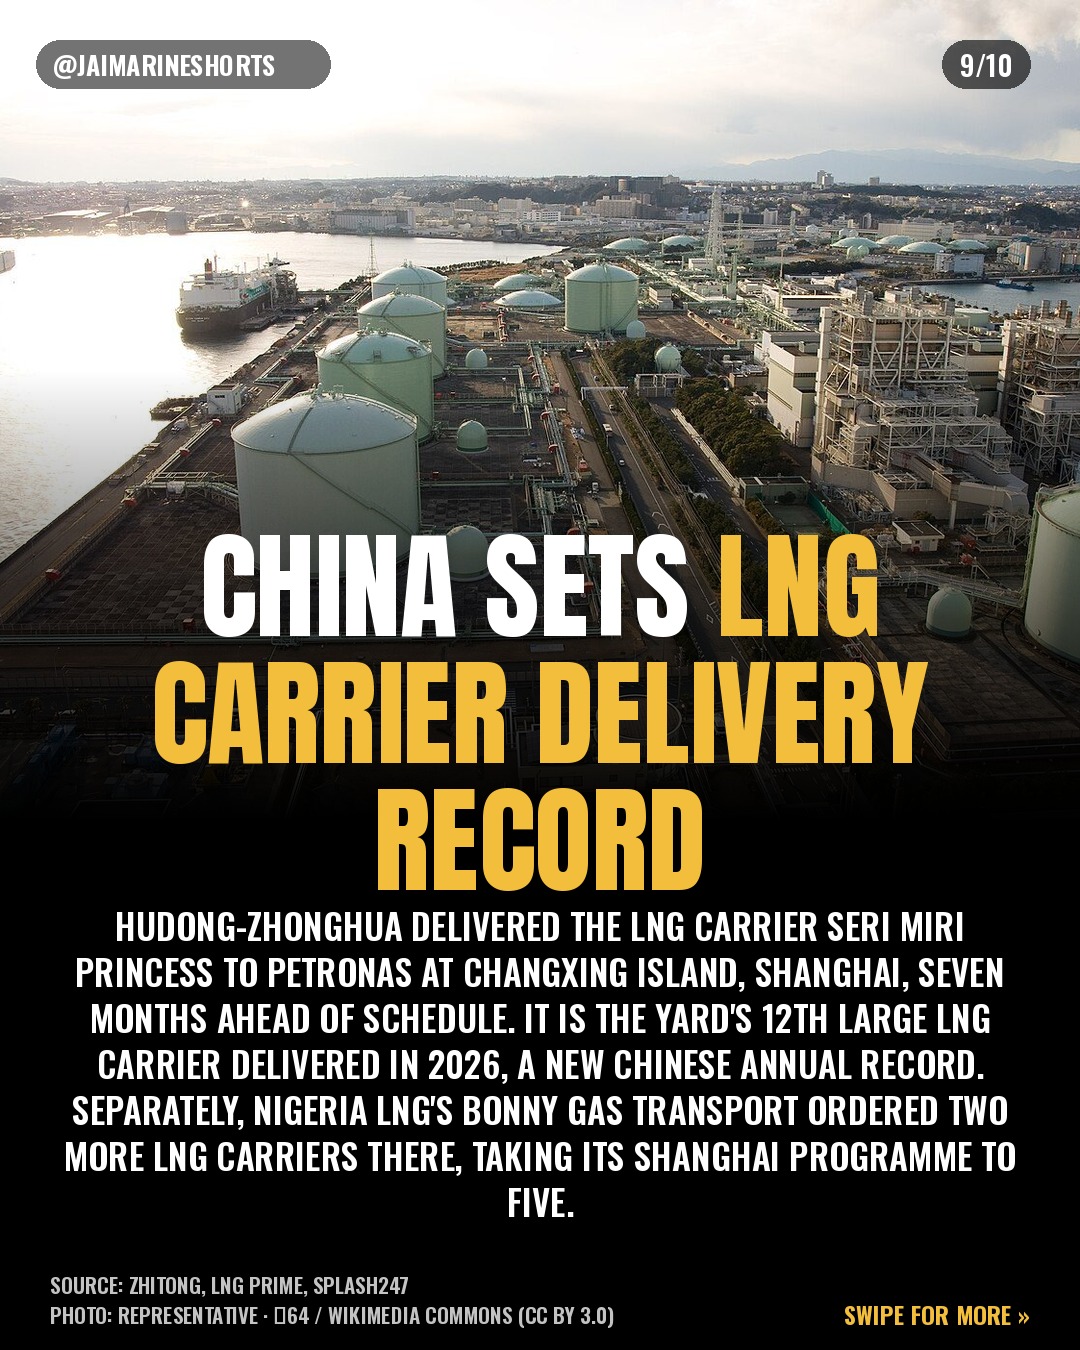 @JAIMARINESHORTS
9/10
CHINA SETS LNG
CARRIER DELIVERY
RECORD
HUDONG-ZHONGHUA DELIVERED THE LNG CARRIER SERI MIRI
PRINCESS TO PETRONAS AT CHANGXING ISLAND, SHANGHAI, SEVEN
MONTHS AHEAD OF SCHEDULE. IT IS THE YARD'S 12TH LARGE LNG
CARRIER DELIVERED IN 2026, A NEW CHINESE ANNUAL RECORD.
SEPARATELY, NIGERIA LNG'S BONNY GAS TRANSPORT ORDERED TWO
MORE LNG CARRIERS THERE, TAKING ITS SHANGHAI PROGRAMME TO
FIVE.
SOURCE: ZHITONG, LNG PRIME, SPLASH247
PHOTO: REPRESENTATIVE · 64 / WIKIMEDIA COMMONS (CC BY 3.0)
SWIPE FOR MORE »